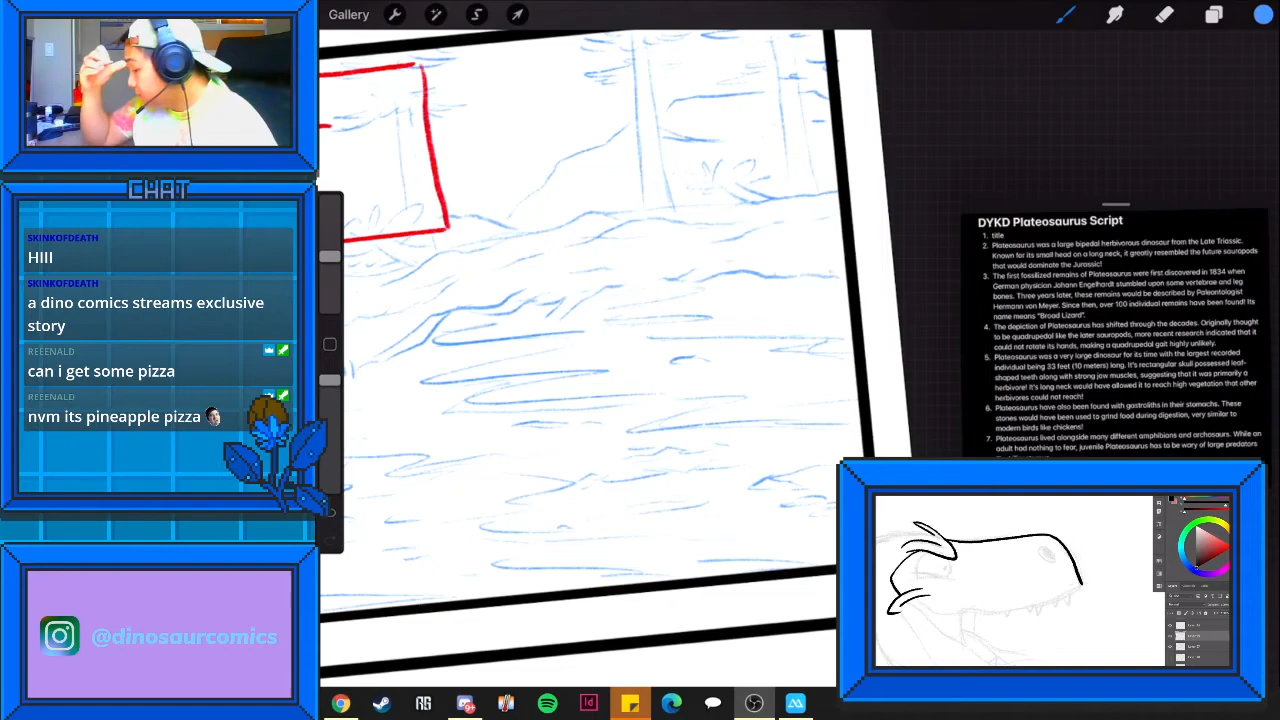 Gallery
CHAT
SKINKOFDEATH
HIII
SKINKOFDEATH
a dino comics streams exclusive
story
REEENALD
can i get some pizza
REEENALD
nvm its pineapple pizza
@dinosaurcomics
DYKD Plateosaurus Script
1. title
2. Plateosaurus was a large bipedal herbivorous dinosaur from the Late Triassic.
Known for its small head on a long neck, it greatly resembled the future sauropods
that would dominate the Jurassic!
3. The first fossilized remains of Plateosaurus were first discovered in 1834 when
German physician Johann Engelhardt stumbled upon some vertebrae and leg
bones. Three years later, these remains would be described by Paleontologist
Hermann von Meyer. Since then, over 100 individual remains have been found! Its
name means "Broad Lizard".
4. The depiction of Plateosaurus has shifted through the decades. Originally thought
to be quadrupedal like the later sauropods, more recent research indicated that it
could not rotate its hands, making a quadrupedal gait highly unlikely.
5. Plateosaurus was a very large dinosaur for its time with the largest recorded
individual being 33 feet (10 meters) long. It's rectangular skull possessed leaf-
shaped teeth along with strong jaw muscles, suggesting that it was primarily a
herbivore! It's long neck would have allowed it to reach high vegetation that other
herbivores could not reach!
6. Plateosaurus have also been found with gastroliths in their stomachs. These
stones would have been used to grind food during digestion, very similar to
modern birds like chickens!
7. Plateosaurus lived alongside many different amphibions and archosaurs. While an
adult had nothing to fear, juvenile Plateosaurus has to be wary of large predators
Id